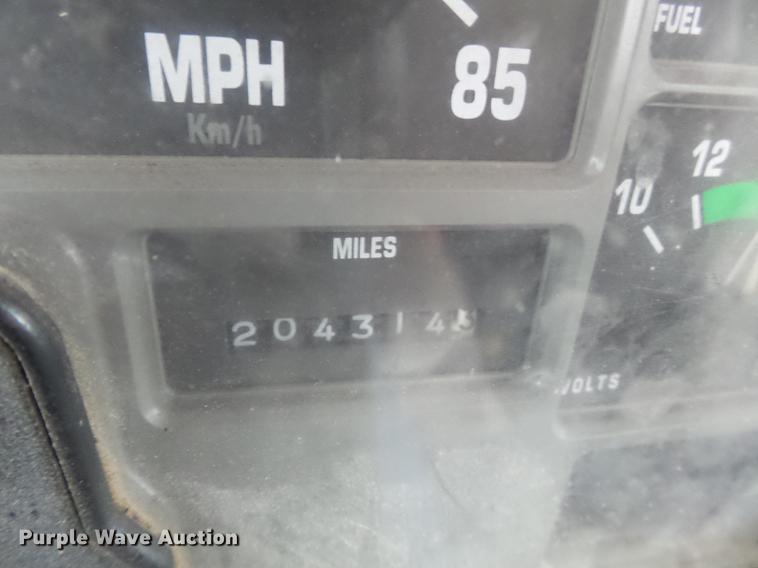 FUEL
MPH
85
Km/h
12
10
MILES
204314
VOLTS
Purple Wave Auction